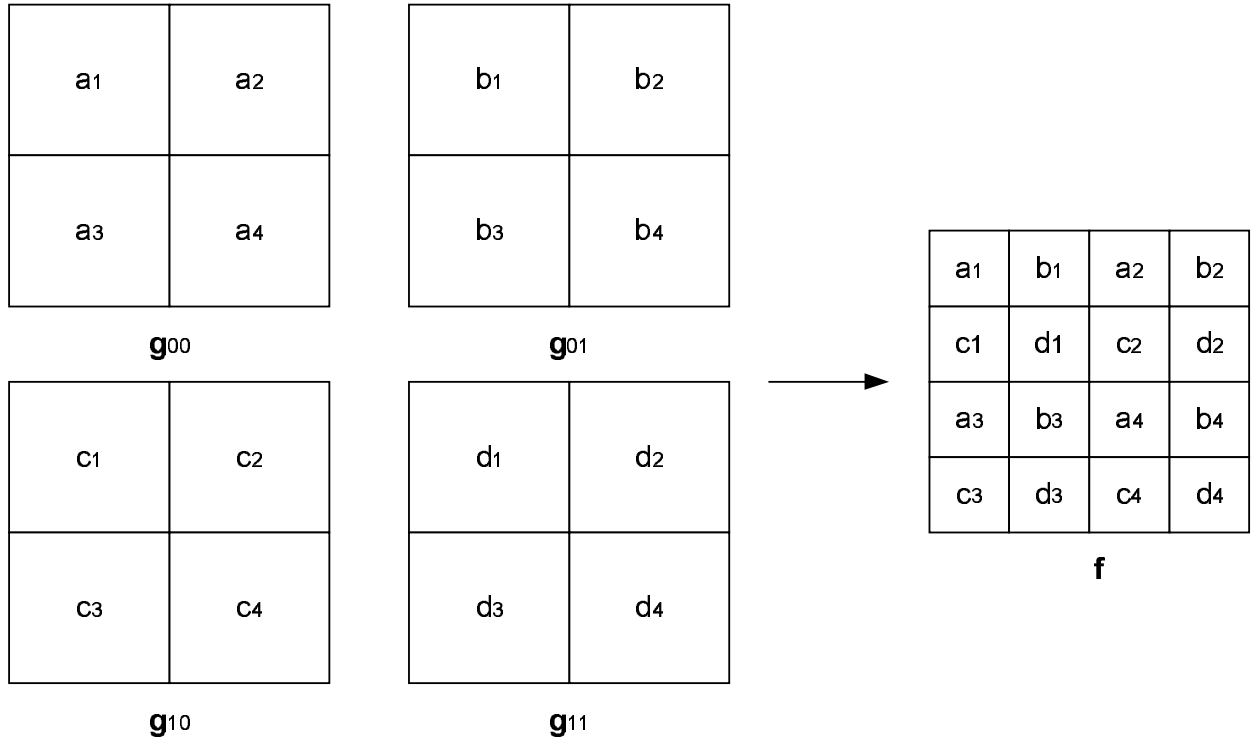 a1 a2
a3 a4
g00
b1 b2
b3 b4
g01
c1 c2
c3 c4
g10
d1 d2
d3 d4
g11
a1 b1 a2 b2
c1 d1 c2 d2
a3 b3 a4 b4
c3 d3 c4 d4
f